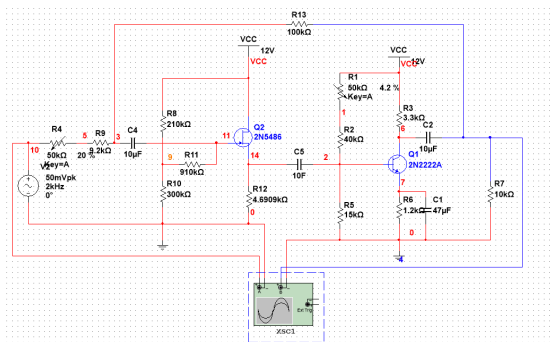 R13
100kΩ
VCC
12V
VCC
VCC
12V
VCC
R1
50kΩ
Key=A
4.2 %
1
R3
3.3kΩ
R8
210kΩ
R4
50kΩ
Key=A
10
5
20 %
R9
9.2kΩ
3
C4
10µF
11
Q2
2N5486
R2
40kΩ
6
C2
10µF
9
R11
910kΩ
14
C5
10F
2
Q1
2N2222A
7
V2
50mVpk
2kHz
0°
R10
300kΩ
R12
4.6909kΩ
0
R5
15kΩ
R6
1.2kΩ
C1
47µF
R7
10kΩ
0
4
A
B
Ext Trig
XSC1